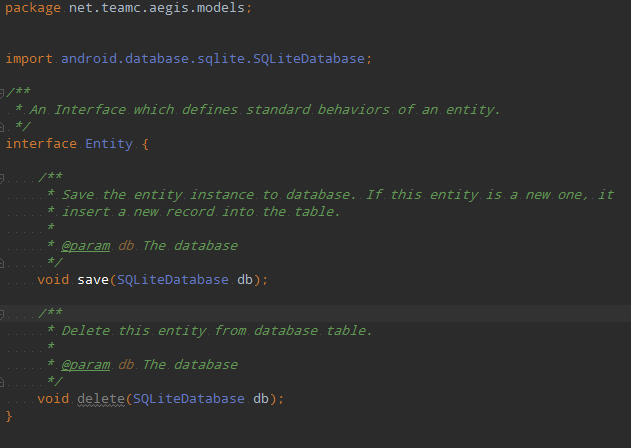 package net.teamc.aegis.models;
import android.database.sqlite.SQLiteDatabase;
/**
 * An Interface which defines standard behaviors of an entity.
 */
interface Entity {
    /**
     * Save the entity instance to database. If this entity is a new one, it
     * insert a new record into the table.
     *
     * @param db The database
     */
    void save(SQLiteDatabase db);
    /**
     * Delete this entity from database table.
     *
     * @param db The database
     */
    void delete(SQLiteDatabase db);
}